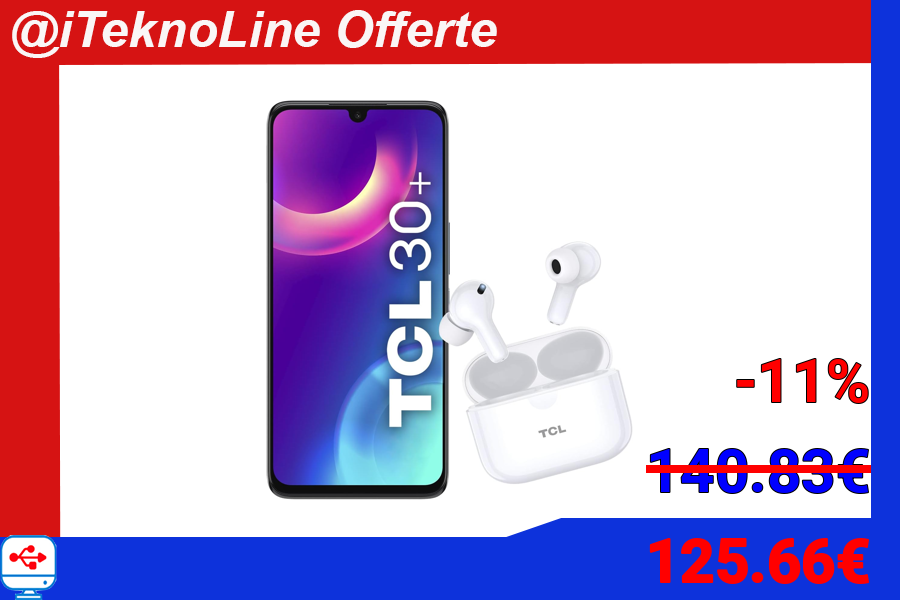 @iTeknoLine Offerte
TCL 30+
TCL
-11%
140.83€
125.66€